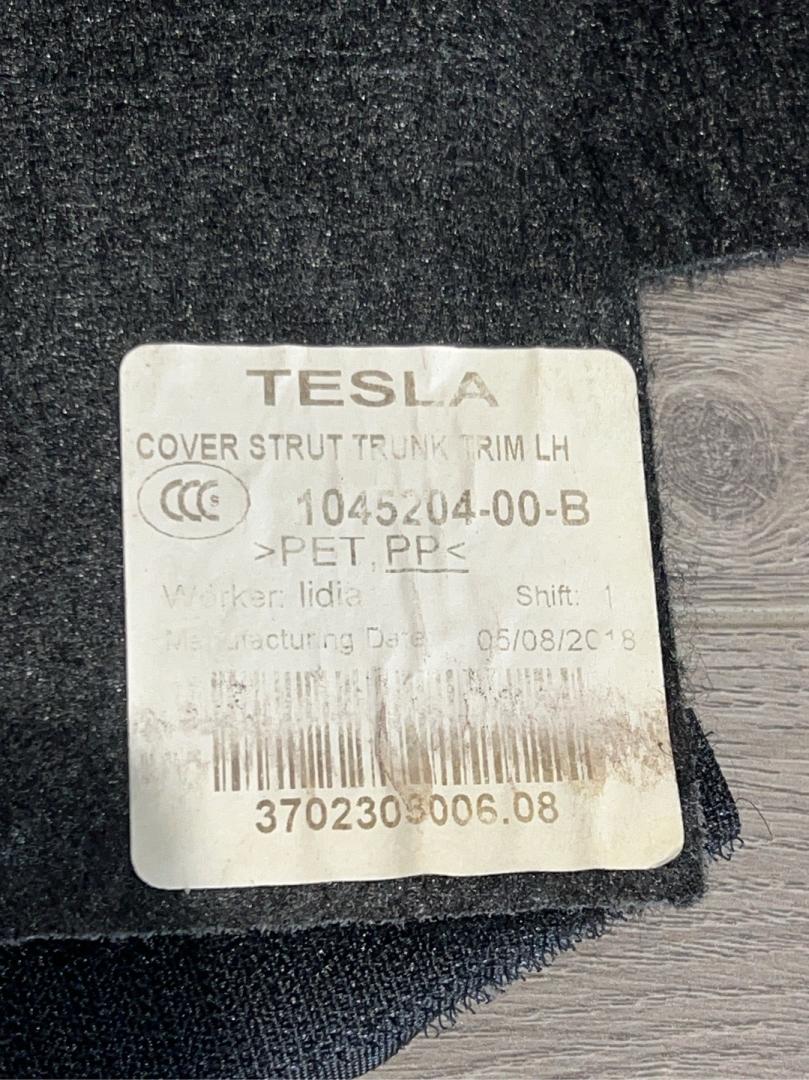 TESLA
COVER STRUT TRUNK TRIM LH
CCC S
1045204-00-B
>PET, PP<
Worker: lidia
Shift: 1
Manufacturing Date
05/08/2018